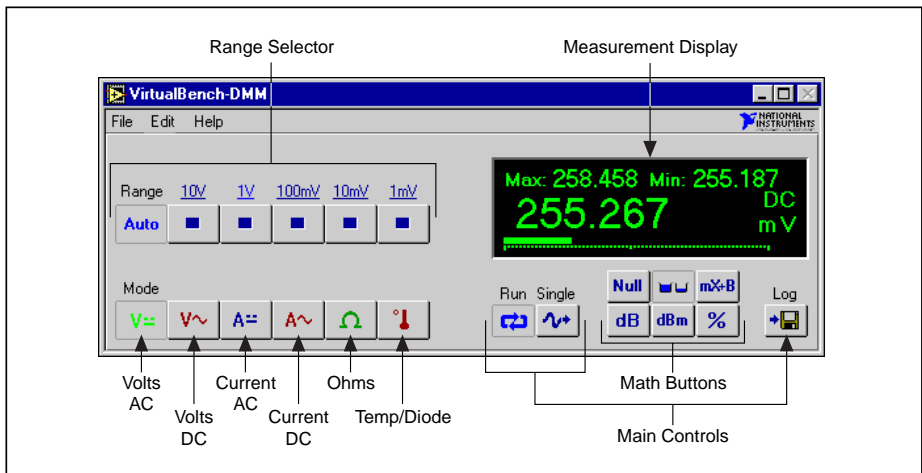 Range Selector
Measurement Display
VirtualBench-DMM
File Edit Help
NATIONAL INSTRUMENTS
Range 10V 1V 100mV 10mV 1mV
Auto
Max: 258.458 Min: 255.187
255.267 DC mV
Mode
V V A A Ω °
Run Single
Null mX+B
dB dBm %
Log
Volts AC
Volts DC
Current AC
Current DC
Ohms
Temp/Diode
Math Buttons
Main Controls